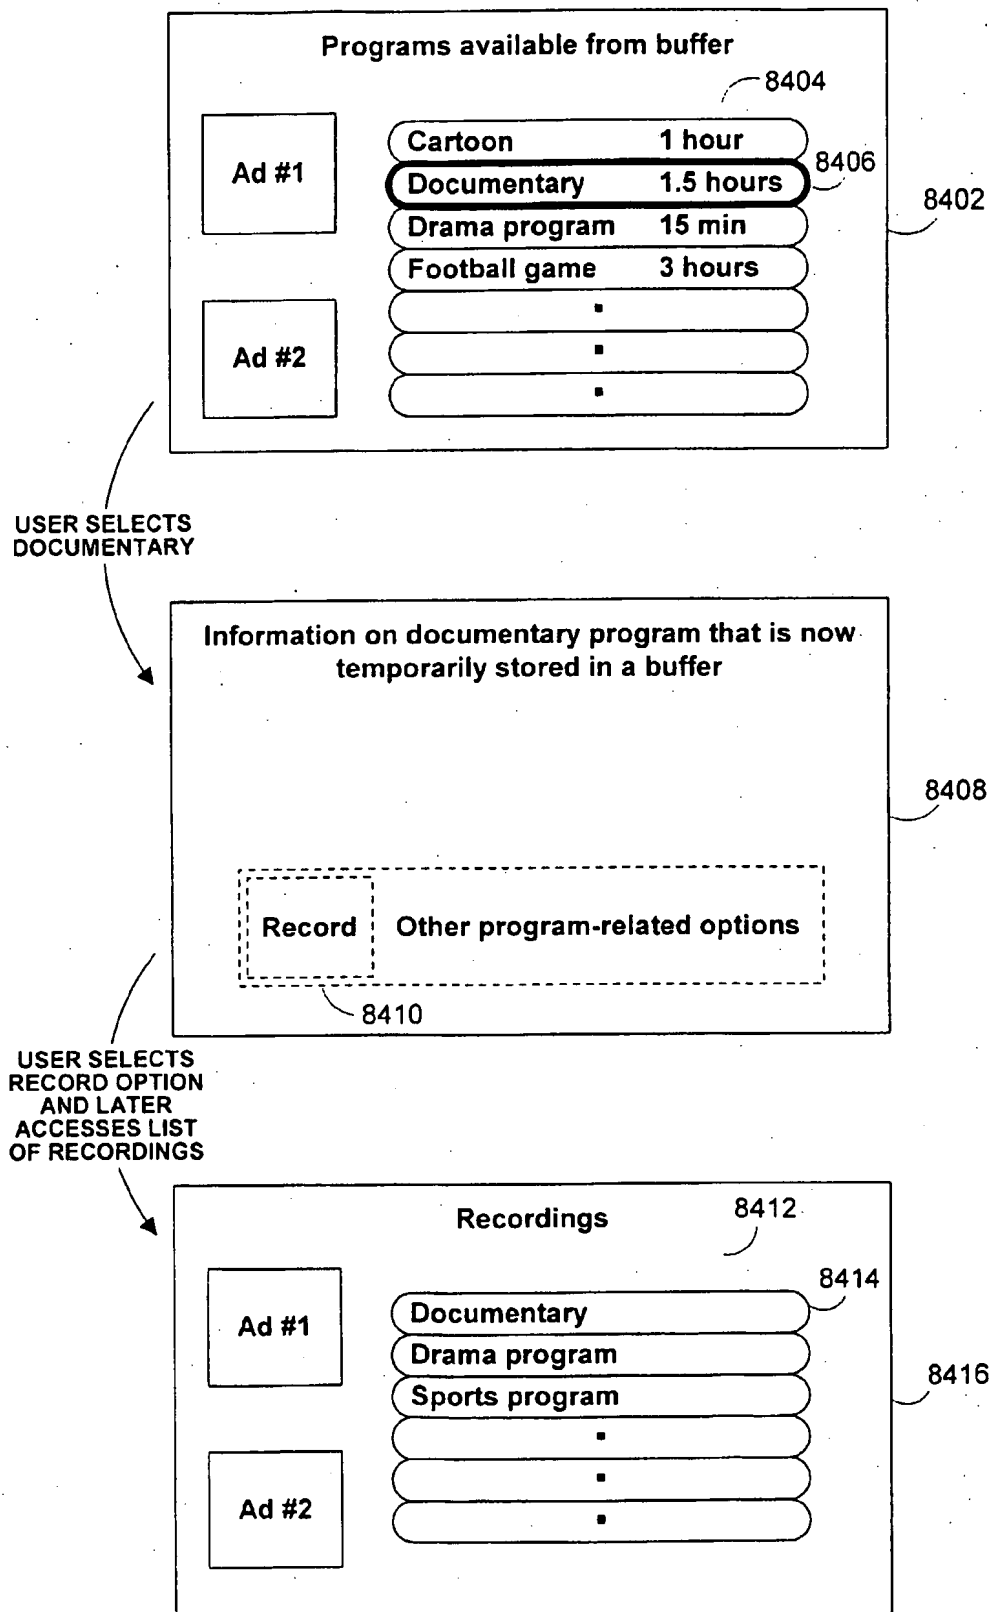 Programs available from buffer
8404
Ad #1
Cartoon 1 hour
8406
Documentary 1.5 hours
8402
Drama program 15 min
Football game 3 hours
Ad #2
USER SELECTS
DOCUMENTARY
Information on documentary program that is now
temporarily stored in a buffer
8408
Record Other program-related options
8410
USER SELECTS
RECORD OPTION
AND LATER
ACCESSES LIST
OF RECORDINGS
Recordings
8412
8414
Ad #1
Documentary
Drama program
8416
Sports program
Ad #2